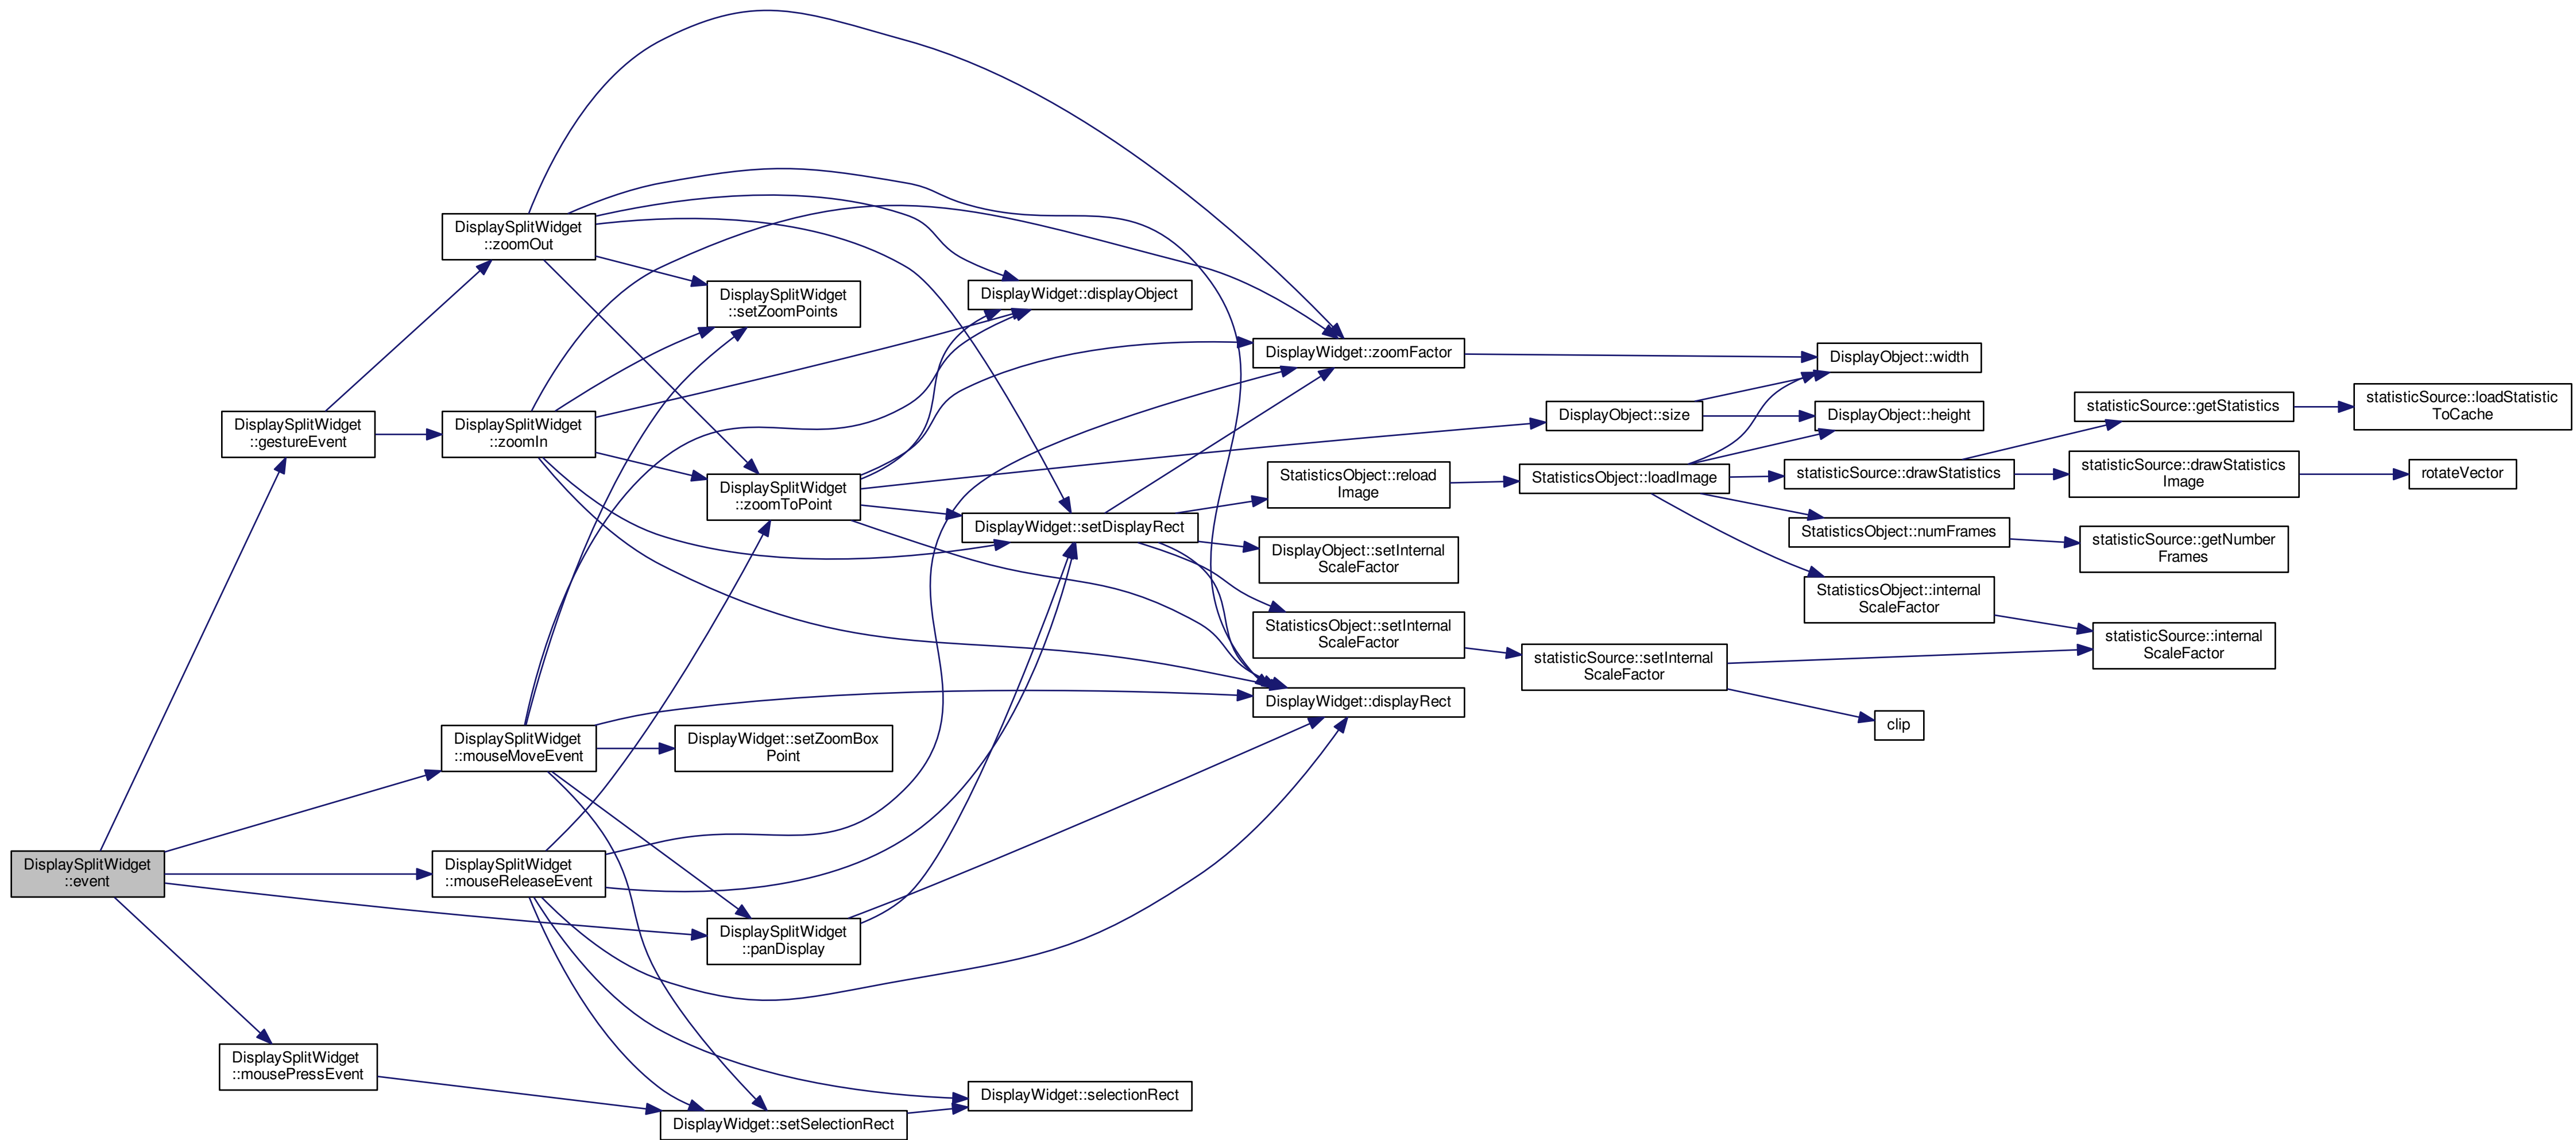 DisplaySplitWidget
::event
DisplaySplitWidget
::gestureEvent
DisplaySplitWidget
::mousePressEvent
DisplaySplitWidget
::zoomOut
DisplaySplitWidget
::zoomIn
DisplaySplitWidget
::mouseMoveEvent
DisplaySplitWidget
::mouseReleaseEvent
DisplaySplitWidget
::setZoomPoints
DisplaySplitWidget
::zoomToPoint
DisplayWidget::setZoomBox
Point
DisplaySplitWidget
::panDisplay
DisplayWidget::setSelectionRect
DisplayWidget::displayObject
DisplayWidget::setDisplayRect
DisplayWidget::selectionRect
DisplayWidget::zoomFactor
StatisticsObject::reload
Image
DisplayObject::setInternal
ScaleFactor
StatisticsObject::setInternal
ScaleFactor
DisplayWidget::displayRect
DisplayObject::size
StatisticsObject::loadImage
statisticSource::setInternal
ScaleFactor
DisplayObject::width
DisplayObject::height
statisticSource::drawStatistics
StatisticsObject::numFrames
StatisticsObject::internal
ScaleFactor
clip
statisticSource::getStatistics
statisticSource::drawStatistics
Image
statisticSource::getNumber
Frames
statisticSource::internal
ScaleFactor
statisticSource::loadStatistic
ToCache
rotateVector